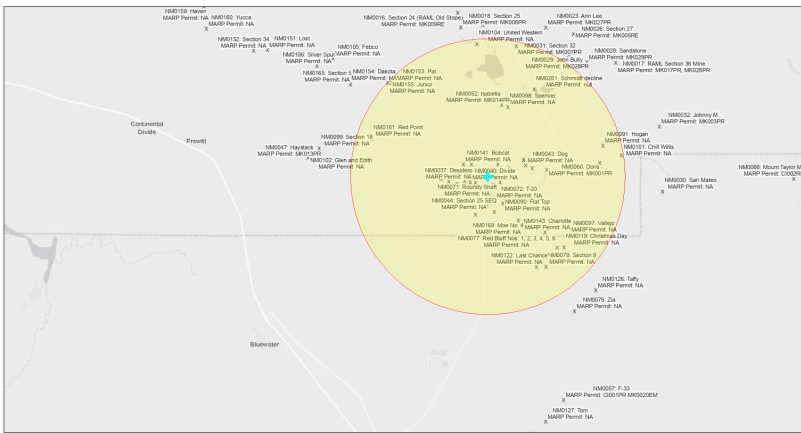 NM0159: Haven
MARP Permit: NA
NM0160: Yucca
MARP Permit: NA
NM0016: Section 24 (RAML Old Stope)
MARP Permit: MK009RE
NM0018: Section 25
MARP Permit: MK006PR
NM0023: Ann Lee
MARP Permit: MK027PR
NM0026: Section 27
MARP Permit: MK005RE
NM0152: Section 34
MARP Permit: NA
NM0151: Lost
MARP Permit: NA
NM0104: United Western
MARP Permit: NA
NM0105: Febco
MARP Permit: NA
NM0031: Section 32
MARP Permit: MK007PR
NM0106: Silver Spur
MARP Permit: NA
NM0029: John Bully
MARP Permit: MK028PR
NM0028: Sandstone
MARP Permit: MK029PR
NM0017: RAML Section 36 Mine
MARP Permit: MK017PR, MK026PR
NM0165: Section 5
MARP Permit: NA
NM0154: Dakota
MARP Permit: NA
NM0153: Pat
MARP Permit: NA
NM0155: Junior
MARP Permit: NA
NM0261: Schmidt decline
MARP Permit: null
NM0052: Isabella
MARP Permit: MK014PR
NM0098: Spencer
MARP Permit: NA
NM0032: Johnny M
MARP Permit: MK003PR
Continental
Divide
Prewitt
NM0161: Red Point
MARP Permit: NA
NM0099: Section 18
MARP Permit: NA
NM0091: Hogan
MARP Permit: NA
NM0047: Haystack
MARP Permit: MK013PR
NM0102: Glen and Edith
MARP Permit: NA
NM0141: Bobcat
MARP Permit: NA
NM0043: Dog
MARP Permit: NA
NM0101: Chill Wills
MARP Permit: NA
NM0037: Desidero
MARP Permit: NA
NM0040: Divide
MARP Permit: NA
NM0060: Doris
MARP Permit: MK001PR
NM0066: Mount Taylor M
MARP Permit: CI002R
NM0030: San Mateo
MARP Permit: NA
NM0071: Roundy Shaft
MARP Permit: NA
NM0072: T-20
MARP Permit: NA
NM0044: Section 25 SEQ
MARP Permit: NA
NM0090: Flat Top
MARP Permit: NA
NM0168: Moe No. 4
MARP Permit: NA
NM0143: Charlotte
MARP Permit: NA
NM0097: Vallejo
MARP Permit: NA
NM0077: Red Bluff Nos. 1, 2, 3, 4, 5, 9
MARP Permit: NA
NM0119: Christmas Day
MARP Permit: NA
NM0122: Last Chance
MARP Permit: NA
NM0079: Section 9
MARP Permit: NA
NM0126: Taffy
MARP Permit: NA
NM0076: Zia
MARP Permit: NA
Bluewater
NM0057: F-33
MARP Permit: CI001PR MK0020EM
NM0127: Tom
MARP Permit: NA